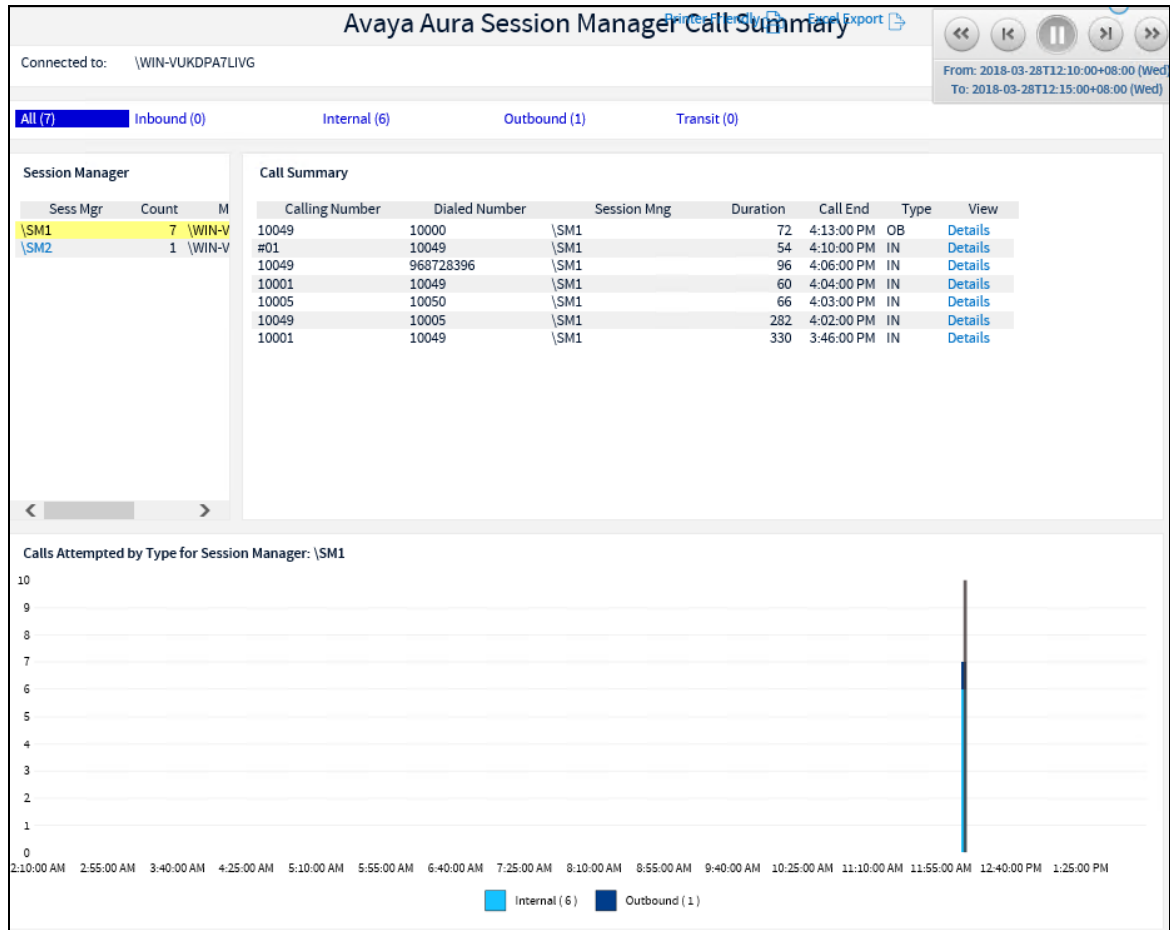 Avaya Aura Session Manager Call Summary
Printer Friendly Excel Export
Connected to: \WIN-VUKDPA7LIVG
From: 2018-03-28T12:10:00+08:00 (Wed)
To: 2018-03-28T12:15:00+08:00 (Wed)
All (7) Inbound (0) Internal (6) Outbound (1) Transit (0)
Session Manager
Sess Mgr Count M
\SM1 7 \WIN-V
\SM2 1 \WIN-V
Call Summary
Calling Number Dialed Number Session Mng Duration Call End Type View
10049 10000 \SM1 72 4:13:00 PM OB Details
#01 10049 \SM1 54 4:10:00 PM IN Details
10049 968728396 \SM1 96 4:06:00 PM IN Details
10001 10049 \SM1 60 4:04:00 PM IN Details
10005 10050 \SM1 66 4:03:00 PM IN Details
10049 10005 \SM1 282 4:02:00 PM IN Details
10001 10049 \SM1 330 3:46:00 PM IN Details
Calls Attempted by Type for Session Manager: \SM1
10
9
8
7
6
5
4
3
2
1
0
2:10:00 AM 2:55:00 AM 3:40:00 AM 4:25:00 AM 5:10:00 AM 5:55:00 AM 6:40:00 AM 7:25:00 AM 8:10:00 AM 8:55:00 AM 9:40:00 AM 10:25:00 AM 11:10:00 AM 11:55:00 AM 12:40:00 PM 1:25:00 PM
Internal ( 6 ) Outbound ( 1 )